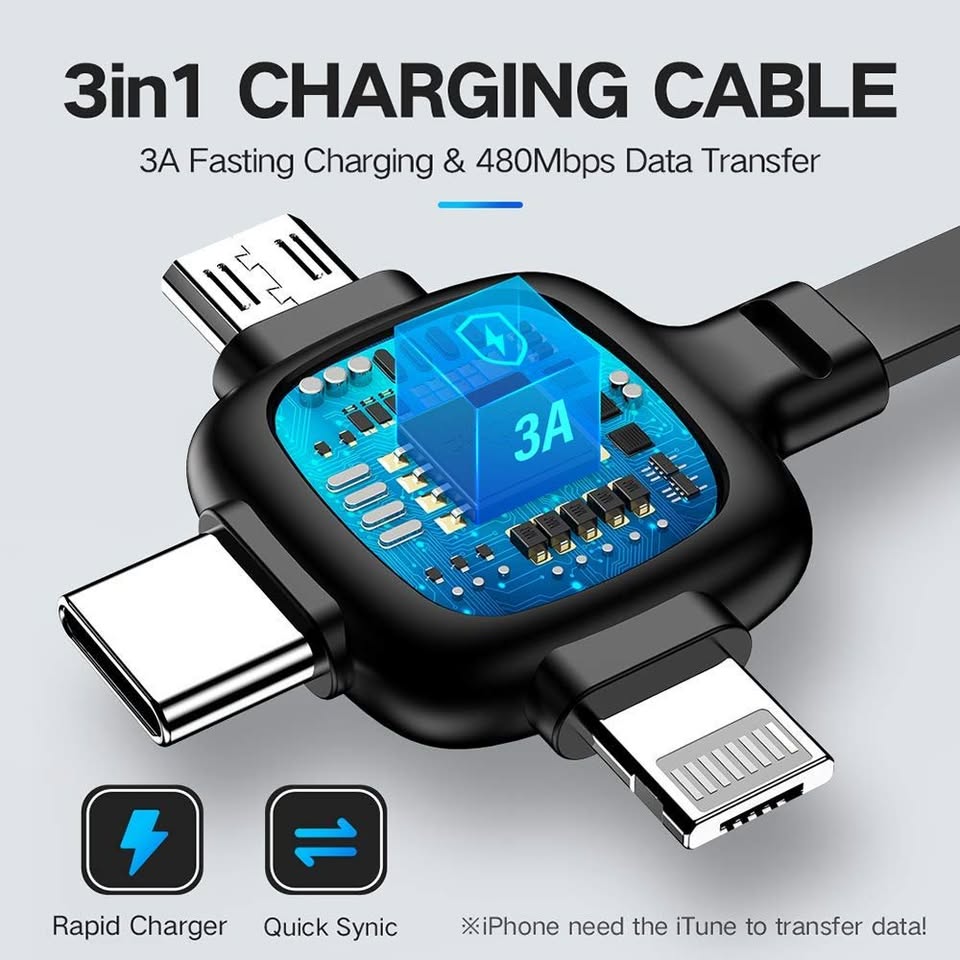 3in1 CHARGING CABLE
3A Fasting Charging & 480Mbps Data Transfer
3A
Rapid Charger
Quick Synic
※iPhone need the iTune to transfer data!